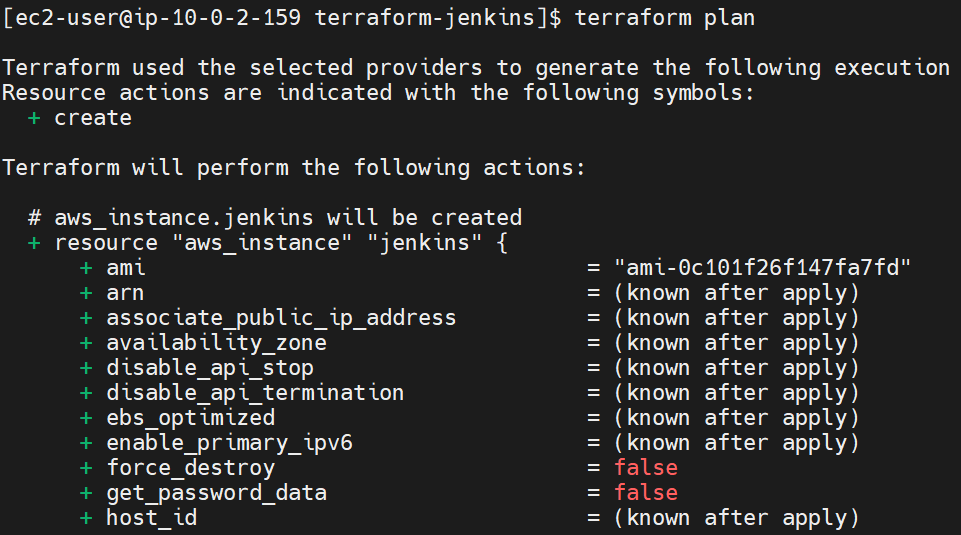 [ec2-user@ip-10-0-2-159 terraform-jenkins]$ terraform plan
Terraform used the selected providers to generate the following execution
Resource actions are indicated with the following symbols:
+ create
Terraform will perform the following actions:
# aws_instance.jenkins will be created
+ resource "aws_instance" "jenkins" {
+ ami = "ami-0c101f26f147fa7fd"
+ arn = (known after apply)
+ associate_public_ip_address = (known after apply)
+ availability_zone = (known after apply)
+ disable_api_stop = (known after apply)
+ disable_api_termination = (known after apply)
+ ebs_optimized = (known after apply)
+ enable_primary_ipv6 = (known after apply)
+ force_destroy = false
+ get_password_data = false
+ host_id = (known after apply)